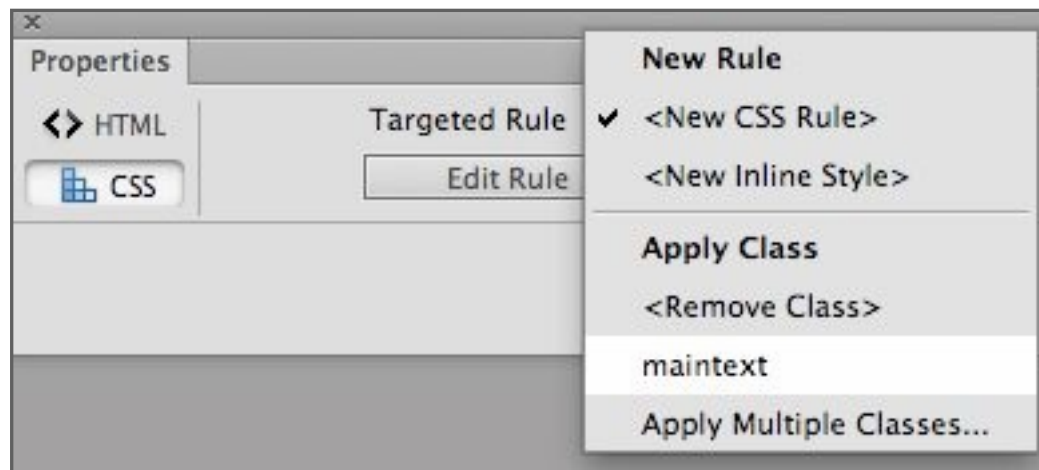 Properties
<> HTML
CSS
Targeted Rule
Edit Rule
New Rule
✔ <New CSS Rule>
<New Inline Style>
Apply Class
<Remove Class>
maintext
Apply Multiple Classes...